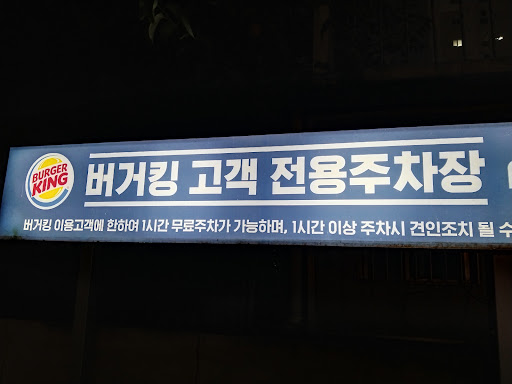 BURGER
KING
버거킹 고객 전용주차장
버거킹 이용고객에 한하여 1시간 무료주차가 가능하며, 1시간 이상 주차시 견인조치 될 수